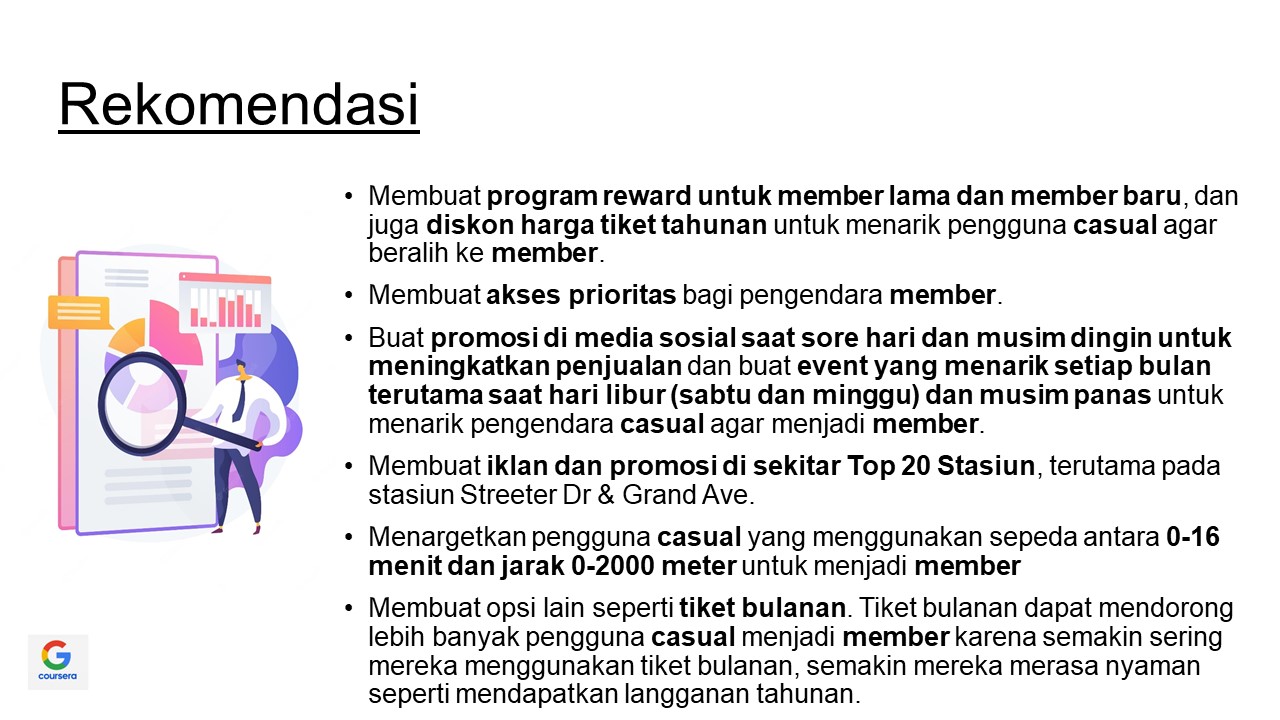 Rekomendasi
• Membuat program reward untuk member lama dan member baru, dan
juga diskon harga tiket tahunan untuk menarik pengguna casual agar
beralih ke member.
• Membuat akses prioritas bagi pengendara member.
• Buat promosi di media sosial saat sore hari dan musim dingin untuk
meningkatkan penjualan dan buat event yang menarik setiap bulan
terutama saat hari libur (sabtu dan minggu) dan musim panas untuk
menarik pengendara casual agar menjadi member.
• Membuat iklan dan promosi di sekitar Top 20 Stasiun, terutama pada
stasiun Streeter Dr & Grand Ave.
• Menargetkan pengguna casual yang menggunakan sepeda antara 0-16
menit dan jarak 0-2000 meter untuk menjadi member
• Membuat opsi lain seperti tiket bulanan. Tiket bulanan dapat mendorong
lebih banyak pengguna casual menjadi member karena semakin sering
mereka menggunakan tiket bulanan, semakin mereka merasa nyaman
seperti mendapatkan langganan tahunan.
G
coursera